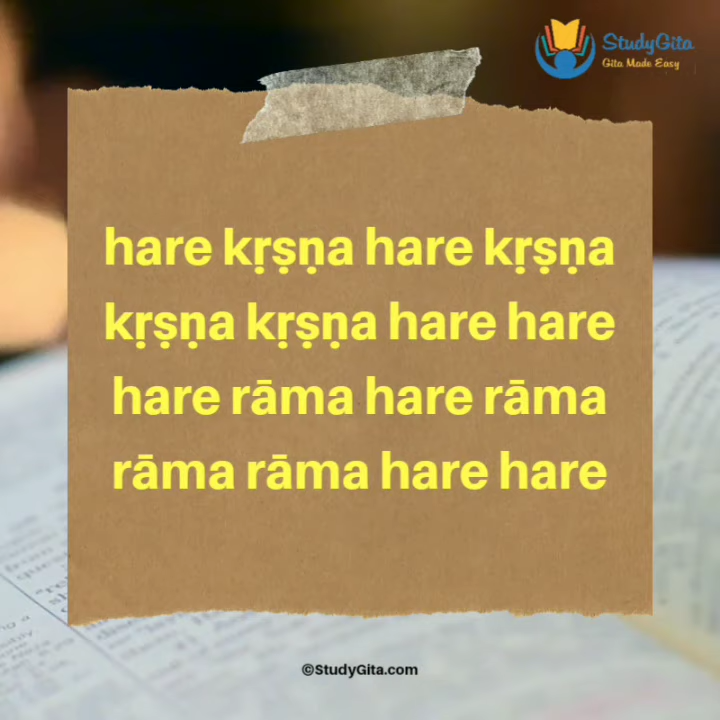 StudyGita
Gita Made Easy
hare kṛṣṇa hare kṛṣṇa
kṛṣṇa kṛṣṇa hare hare
hare rāma hare rāma
rāma rāma hare hare
©StudyGita.com